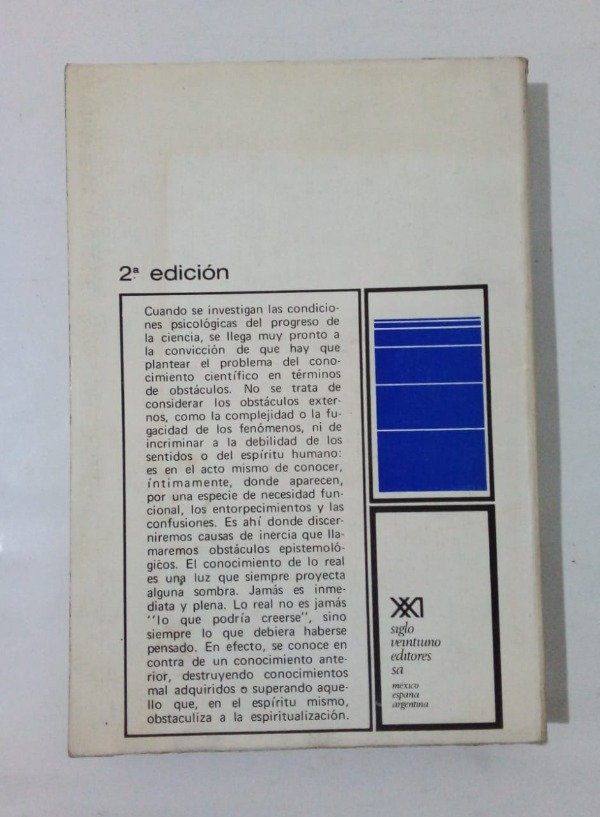 2ª edición
Cuando se investigan las condicio-
nes psicológicas del progreso de
la ciencia, se llega muy pronto a
la convicción de que hay que
plantear el problema del cono-
cimiento científico en términos
de obstáculos. No se trata de
considerar los obstáculos exter-
nos, como la complejidad o la fu-
gacidad de los fenómenos, ni de
incriminar a la debilidad de los
sentidos o del espíritu humano:
es en el acto mismo de conocer,
íntimamente, donde aparecen,
por una especie de necesidad fun-
cional, los entorpecimientos y las
confusiones. Es ahí donde discer-
niremos causas de inercia que lla-
maremos obstáculos epistemoló-
gicos. El conocimiento de lo real
es una luz que siempre proyecta
alguna sombra. Jamás es inme-
diata y plena. Lo real no es jamás
"lo que podría creerse", sino
siempre lo que debiera haberse
pensado. En efecto, se conoce en
contra de un conocimiento ante-
rior, destruyendo conocimientos
mal adquiridos o superando aque-
llo que, en el espíritu mismo,
obstaculiza a la espiritualización.
XXI
siglo
veintiuno
editores
sa
méxico
españa
argentina